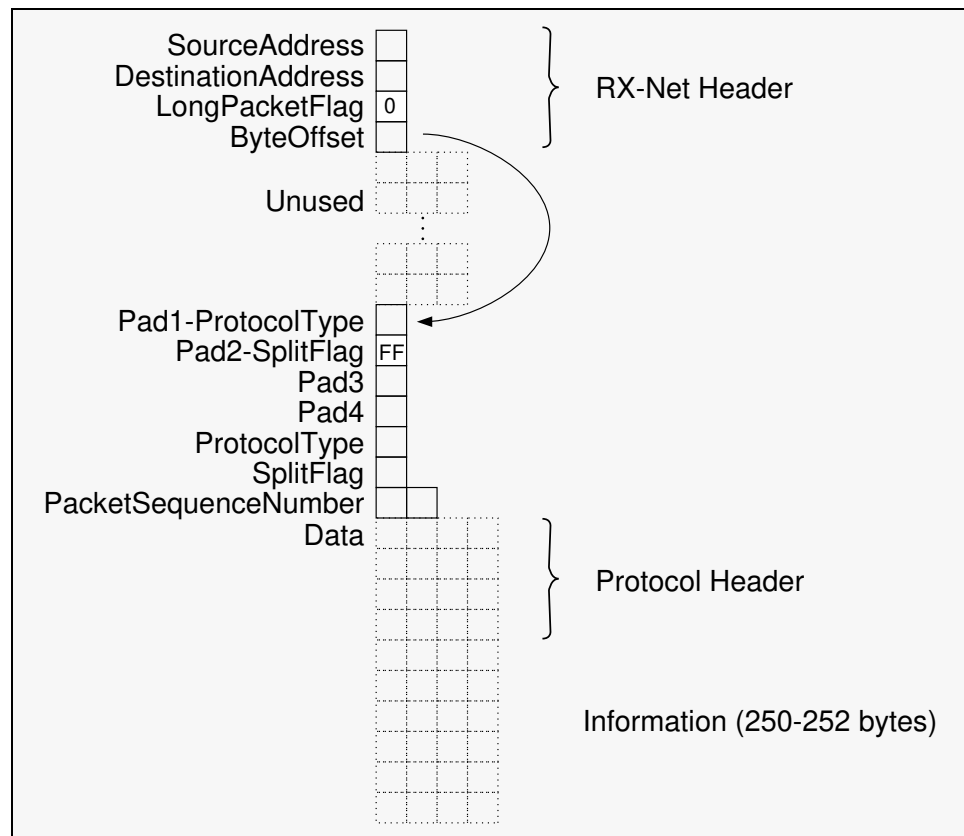 SourceAddress
DestinationAddress
LongPacketFlag 0
ByteOffset
RX-Net Header
Unused
Pad1-ProtocolType
Pad2-SplitFlag FF
Pad3
Pad4
ProtocolType
SplitFlag
PacketSequenceNumber
Data
Protocol Header
Information (250-252 bytes)